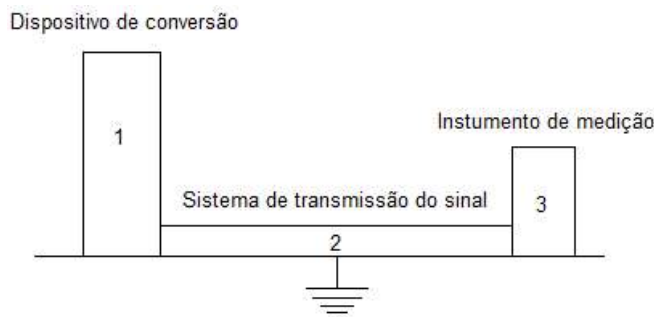 Dispositivo de conversão
1
Instumento de medição
Sistema de transmissão do sinal
3
2